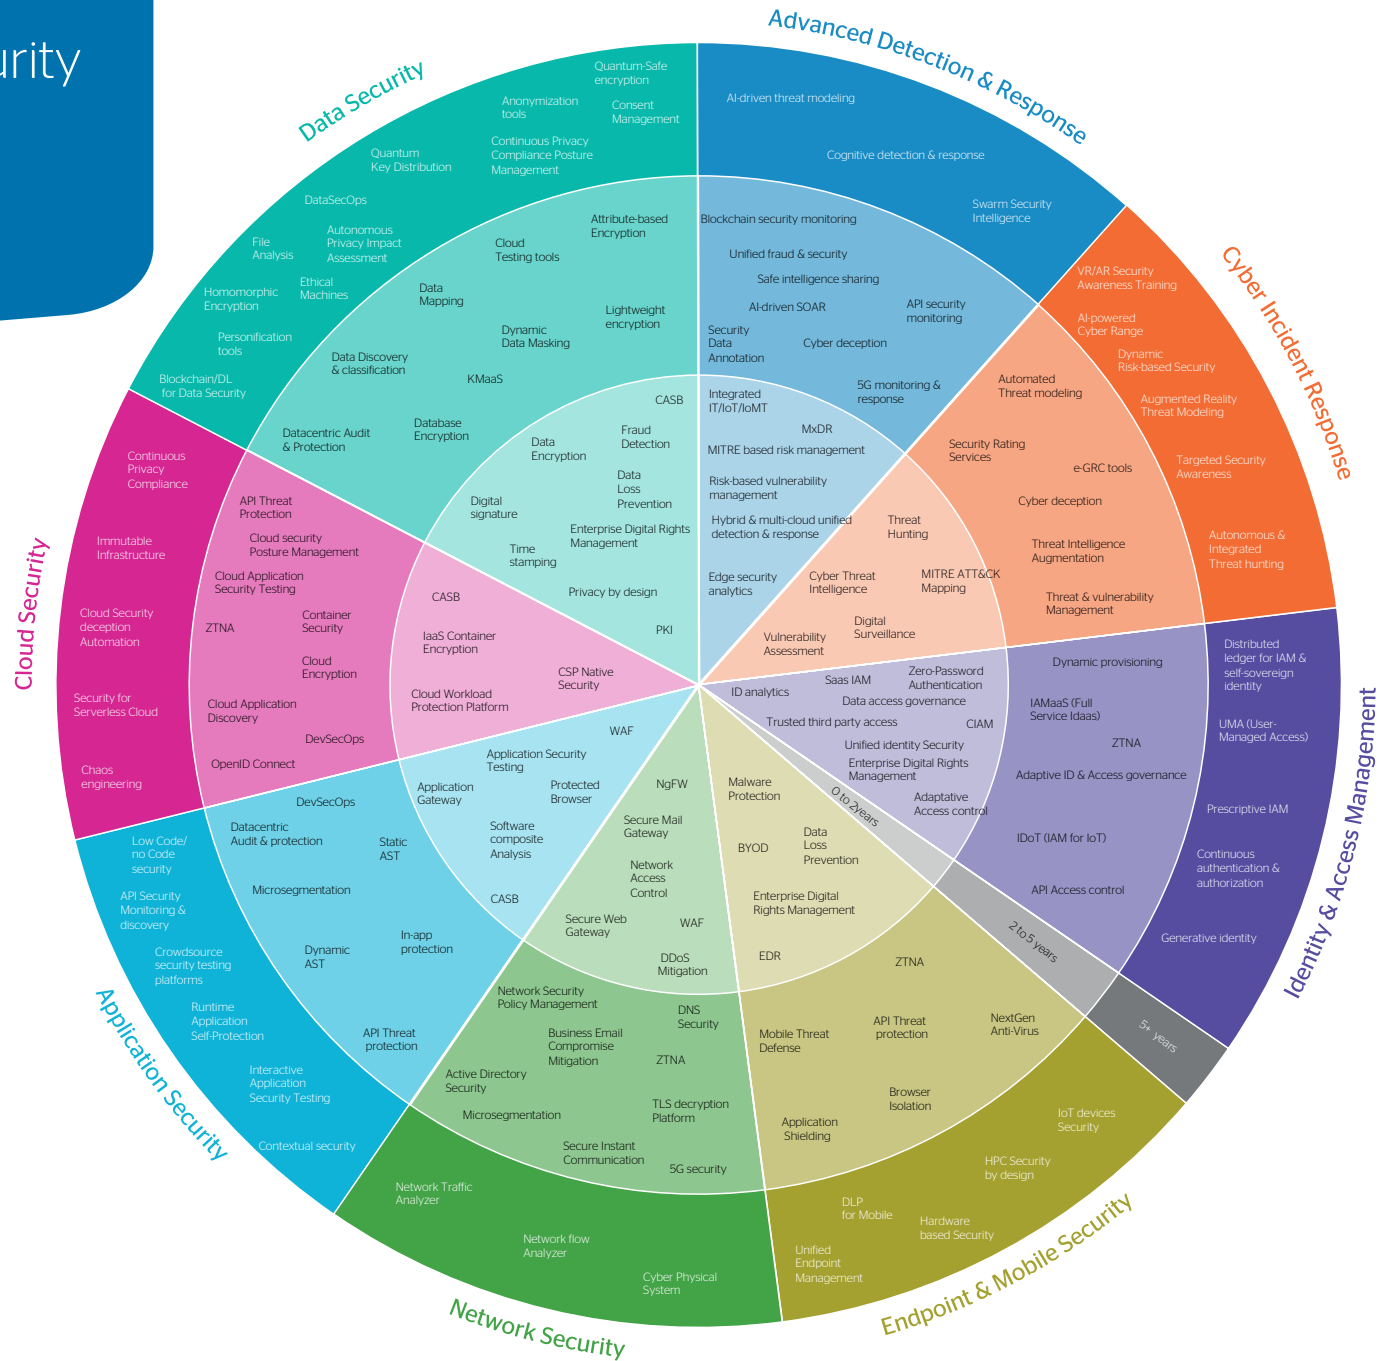 urity
Advanced Detection & Response
AI-driven threat modeling
Cognitive detection & response
Swarm Security
Intelligence
Blockchain security monitoring
Unified fraud & security
Safe intelligence sharing
AI-driven SOAR
API security
monitoring
Security
Data
Annotation
Cyber deception
5G monitoring &
response
Integrated
IT/IoT/IoMT
MxDR
MITRE based risk management
Risk-based vulnerability
management
Hybrid & multi-cloud unified
detection & response
Edge security
analytics
Cyber Incident Response
VR/AR Security
Awareness Training
AI-powered
Cyber Range
Dynamic
Risk-based Security
Augmented Reality
Threat Modeling
Targeted Security
Awareness
Autonomous &
Integrated
Threat hunting
Automated
Threat modeling
Security Rating
Services
e-GRC tools
Cyber deception
Threat Intelligence
Augmentation
Threat & vulnerability
Management
Threat
Hunting
Cyber Threat
Intelligence
MITRE ATT&CK
Mapping
Digital
Surveillance
Vulnerability
Assessment
Identity & Access Management
Distributed
ledger for IAM &
self-sovereign
identity
UMA (User-
Managed Access)
Prescriptive IAM
Continuous
authentication &
authorization
Generative identity
Dynamic provisioning
IAMaaS (Full
Service Idaas)
ZTNA
Adaptive ID & Access governance
IDoT (IAM for IoT)
API Access control
Zero-Password
Authentication
Saas IAM
ID analytics
Data access governance
Trusted third party access
CIAM
Unified identity Security
Enterprise Digital Rights
Management
Adaptative
Access control
0 to 2years
2 to 5 years
5+ years
Endpoint & Mobile Security
Malware
Protection
BYOD
Data
Loss
Prevention
Enterprise Digital
Rights Management
EDR
ZTNA
Mobile Threat
Defense
API Threat
protection
NextGen
Anti-Virus
Browser
Isolation
Application
Shielding
IoT devices
Security
HPC Security
by design
DLP
for Mobile
Hardware
based Security
Unified
Endpoint
Management
Network Security
NgFW
Secure Mail
Gateway
Network
Access
Control
Secure Web
Gateway
WAF
DDoS
Mitigation
Network Security
Policy Management
DNS
Security
Business Email
Compromise
Mitigation
ZTNA
Active Directory
Security
Microsegmentation
TLS decryption
Platform
Secure Instant
Communication
5G security
Network Traffic
Analyzer
Network flow
Analyzer
Cyber Physical
System
Application Security
WAF
Application Security
Testing
Application
Gateway
Protected
Browser
Software
composite
Analysis
CASB
DevSecOps
Datacentric
Audit & protection
Static
AST
Microsegmentation
Dynamic
AST
In-app
protection
API Threat
protection
Low Code/
no Code
security
API Security
Monitoring &
discovery
Crowdsource
security testing
platforms
Runtime
Application
Self-Protection
Interactive
Application
Security Testing
Contextual security
Cloud Security
Continuous
Privacy
Compliance
Immutable
Infrastructure
Cloud Security
deception
Automation
Security for
Serverless Cloud
Chaos
engineering
API Threat
Protection
Cloud security
Posture Management
Cloud Application
Security Testing
ZTNA
Container
Security
Cloud
Encryption
Cloud Application
Discovery
DevSecOps
OpenID Connect
CASB
IaaS Container
Encryption
CSP Native
Security
Cloud Workload
Protection Platform
Data Security
Quantum-Safe
encryption
Anonymization
tools
Consent
Management
Continuous Privacy
Compliance Posture
Management
Quantum
Key Distribution
DataSecOps
Autonomous
Privacy Impact
Assessment
File
Analysis
Ethical
Machines
Homomorphic
Encryption
Personification
tools
Blockchain/DL
for Data Security
Attribute-based
Encryption
Cloud
Testing tools
Data
Mapping
Lightweight
encryption
Dynamic
Data Masking
Data Discovery
& classification
KMaaS
Database
Encryption
Datacentric Audit
& Protection
CASB
Fraud
Detection
Data
Encryption
Data
Loss
Prevention
Digital
signature
Enterprise Digital Rights
Management
Time
stamping
Privacy by design
PKI